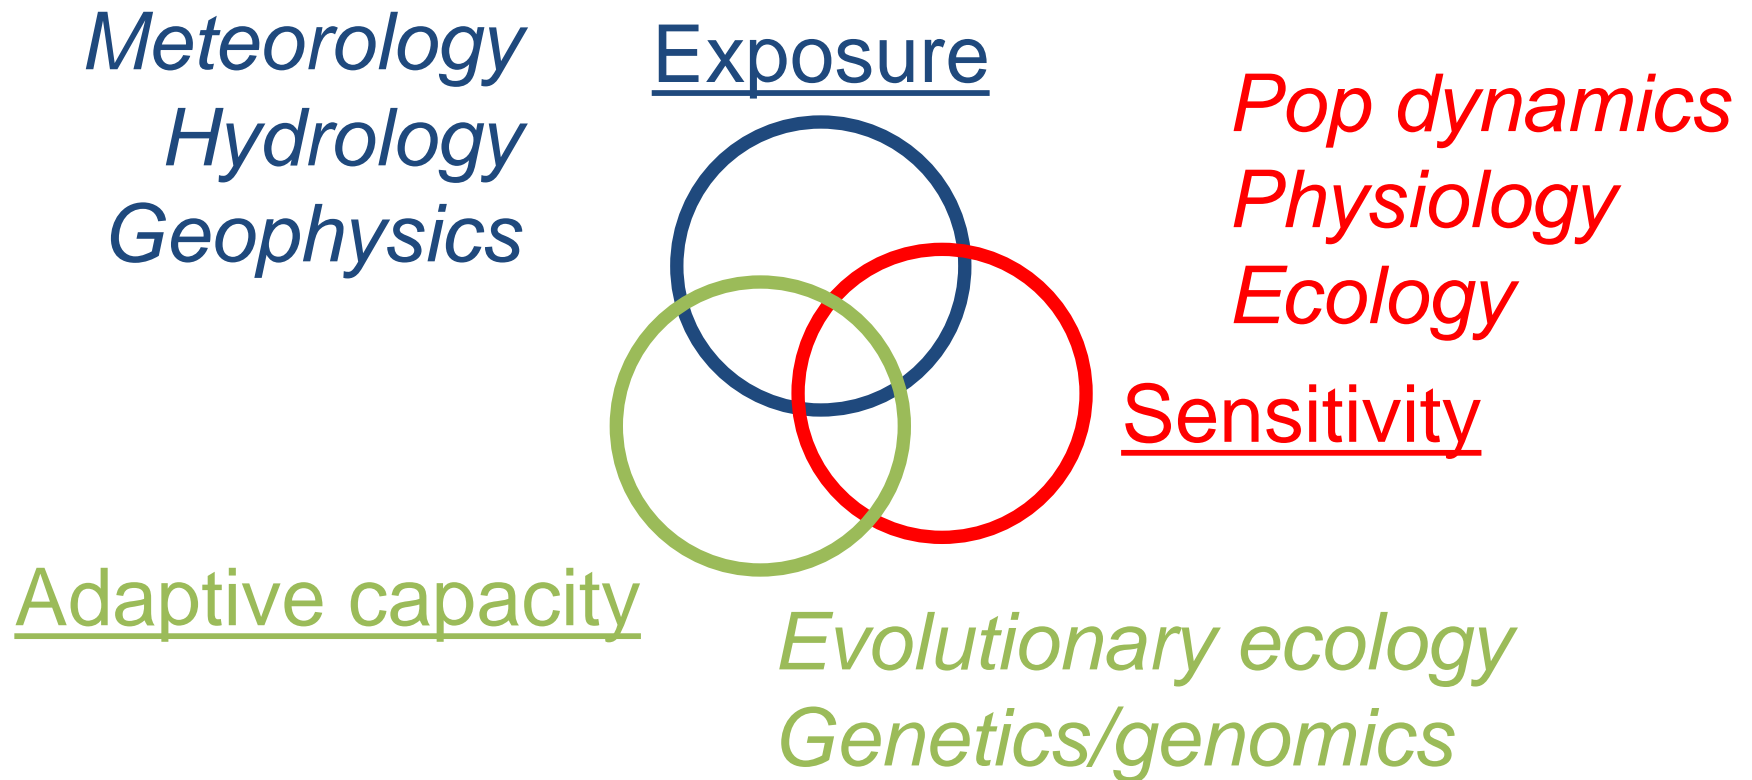 Meteorology
Hydrology
Geophysics
Exposure
Pop dynamics
Physiology
Ecology
Sensitivity
Adaptive capacity
Evolutionary ecology
Genetics/genomics